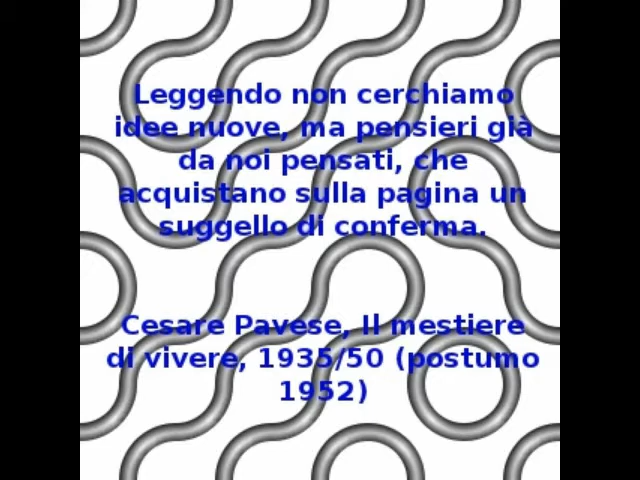 Leggendo non cerchiamo
idee nuove, ma pensieri già
da noi pensati, che
acquistano sulla pagina un
suggello di conferma.
Cesare Pavese, Il mestiere
di vivere, 1935/50 (postumo
1952)